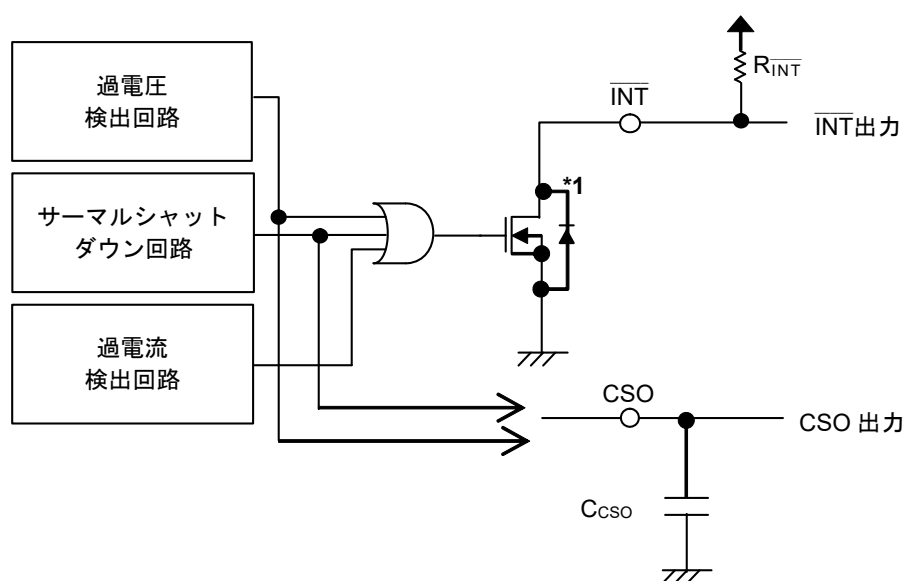 過電圧
検出回路
サーマルシャット
ダウン回路
過電流
検出回路
*1
INT
RINT
INT出力
CSO
CSO 出力
CCSO